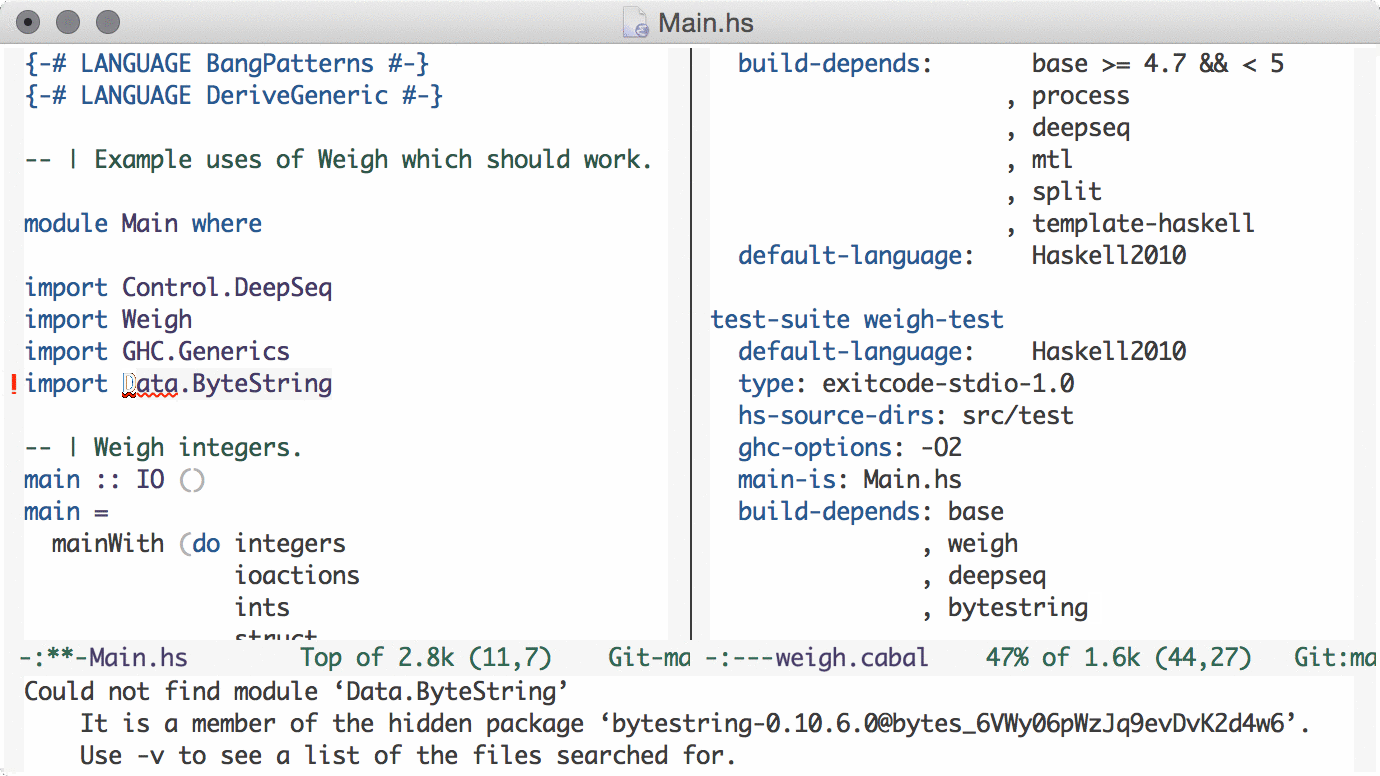 Main.hs
{-# LANGUAGE BangPatterns #-}
{-# LANGUAGE DeriveGeneric #-}
-- | Example uses of Weigh which should work.
module Main where
import Control.DeepSeq
import Weigh
import GHC.Generics
!import Data.ByteString
-- | Weigh integers.
main :: IO ()
main =
mainWith (do integers
ioactions
ints
struct
-:**-Main.hs Top of 2.8k (11,7) Git-ma
build-depends: base >= 4.7 && < 5
, process
, deepseq
, mtl
, split
, template-haskell
default-language: Haskell2010
test-suite weigh-test
default-language: Haskell2010
type: exitcode-stdio-1.0
hs-source-dirs: src/test
ghc-options: -O2
main-is: Main.hs
build-depends: base
, weigh
, deepseq
, bytestring
-:---weigh.cabal 47% of 1.6k (44,27) Git:ma
Could not find module ‘Data.ByteString’
It is a member of the hidden package ‘bytestring-0.10.6.0@bytes_6VWy06pWzJq9evDvK2d4w6’.
Use -v to see a list of the files searched for.